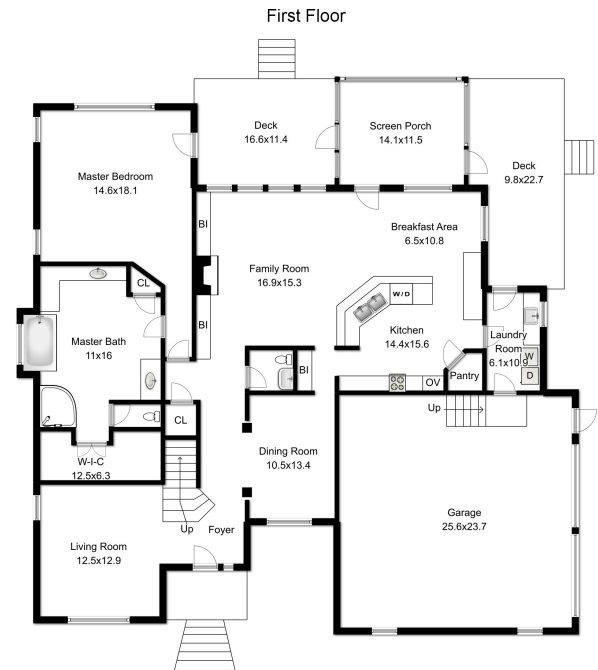 First Floor
Deck
16.6x11.4
Screen Porch
14.1x11.5
Deck
9.8x22.7
Master Bedroom
14.6x18.1
BI
Breakfast Area
6.5x10.8
Family Room
16.9x15.3
CL
W/D
BI
Master Bath
11x16
Kitchen
14.4x15.6
Laundry
Room
6.1x10.9
W
D
BI
Pantry
OV
Up
CL
Dining Room
10.5x13.4
W-I-C
12.5x6.3
Garage
25.6x23.7
Up
Foyer
Living Room
12.5x12.9